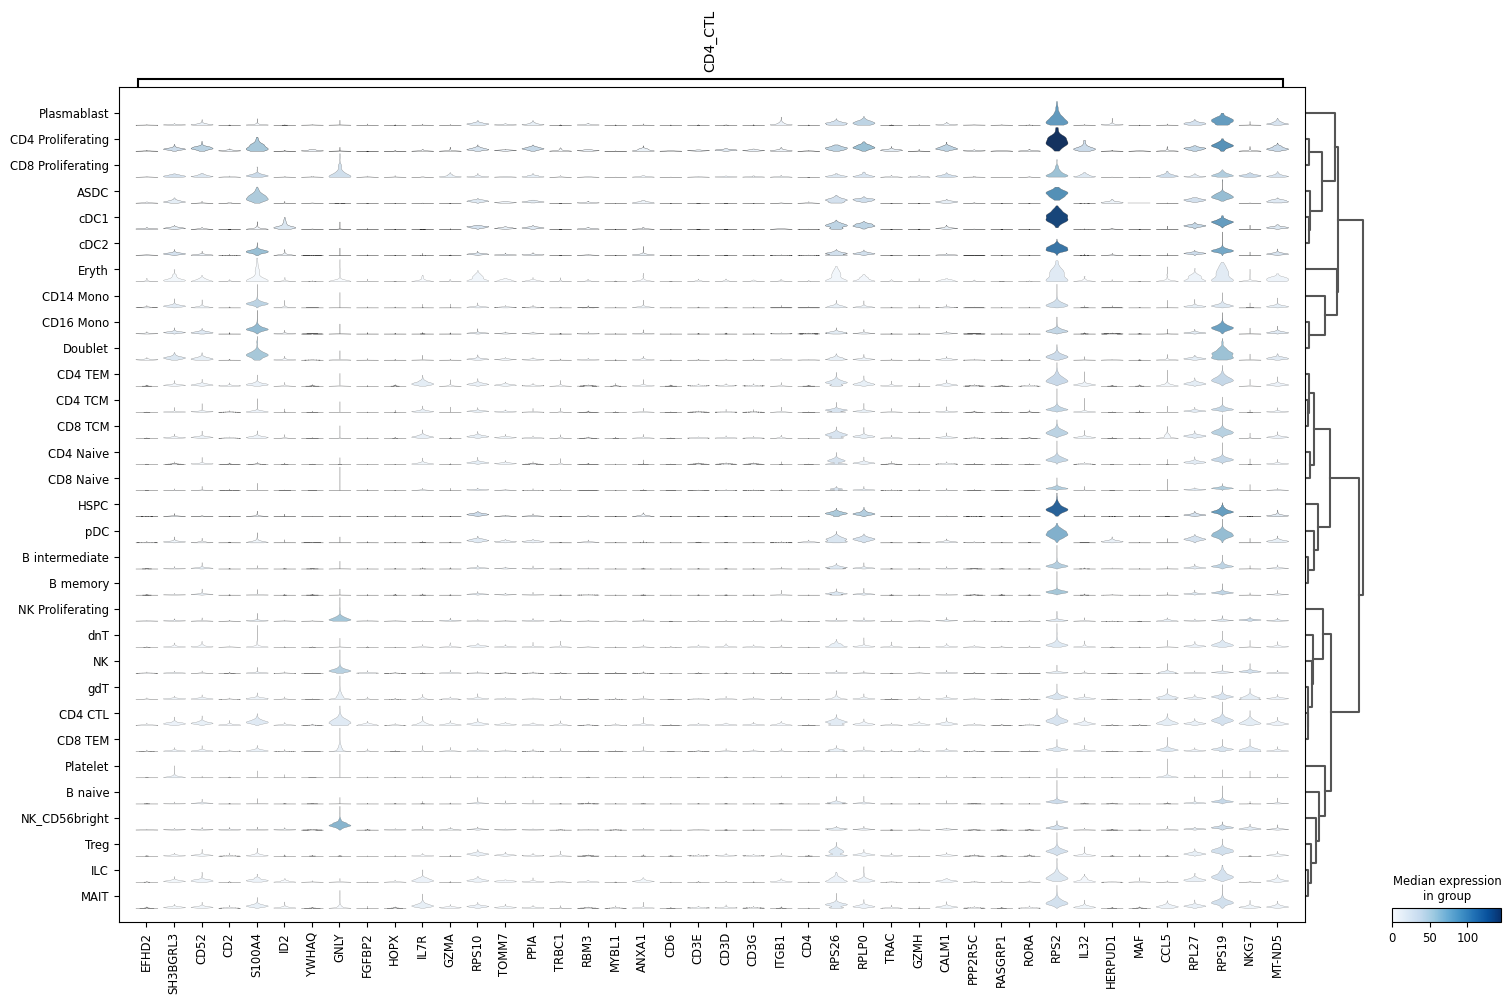 CD4_CTL
Plasmablast
CD4 Proliferating
CD8 Proliferating
ASDC
cDC1
cDC2
Eryth
CD14 Mono
CD16 Mono
Doublet
CD4 TEM
CD4 TCM
CD8 TCM
CD4 Naive
CD8 Naive
HSPC
pDC
B intermediate
B memory
NK Proliferating
dnT
NK
gdT
CD4 CTL
CD8 TEM
Platelet
B naive
NK_CD56bright
Treg
ILC
MAIT
EFHD2
SH3BGRL3
CD52
CD2
S100A4
ID2
YWHAQ
GNLY
FGFBP2
HOPX
IL7R
GZMA
RPS10
TOMM7
PPIA
TRBC1
RBM3
MYBL1
ANXA1
CD6
CD3E
CD3D
CD3G
ITGB1
CD4
RPS26
RPLP0
TRAC
GZMH
CALM1
PPP2R5C
RASGRP1
RORA
RPS2
IL32
HERPUD1
MAF
CCL5
RPL27
RPS19
NKG7
MT-ND5
Median expression
in group
0 50 100